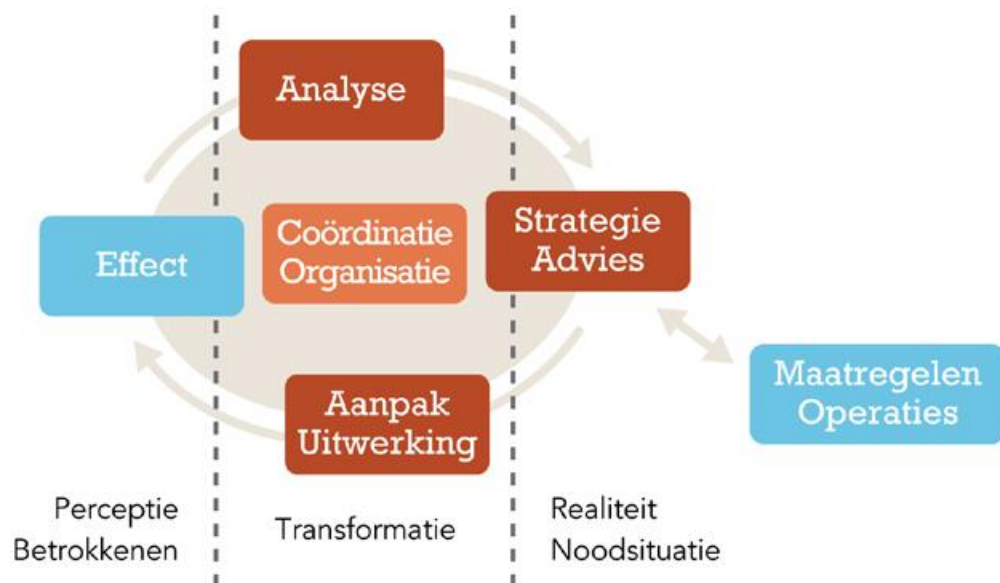 Analyse
Effect
Coördinatie
Organisatie
Strategie
Advies
Aanpak
Uitwerking
Maatregelen
Operaties
Perceptie
Betrokkenen
Transformatie
Realiteit
Noodsituatie